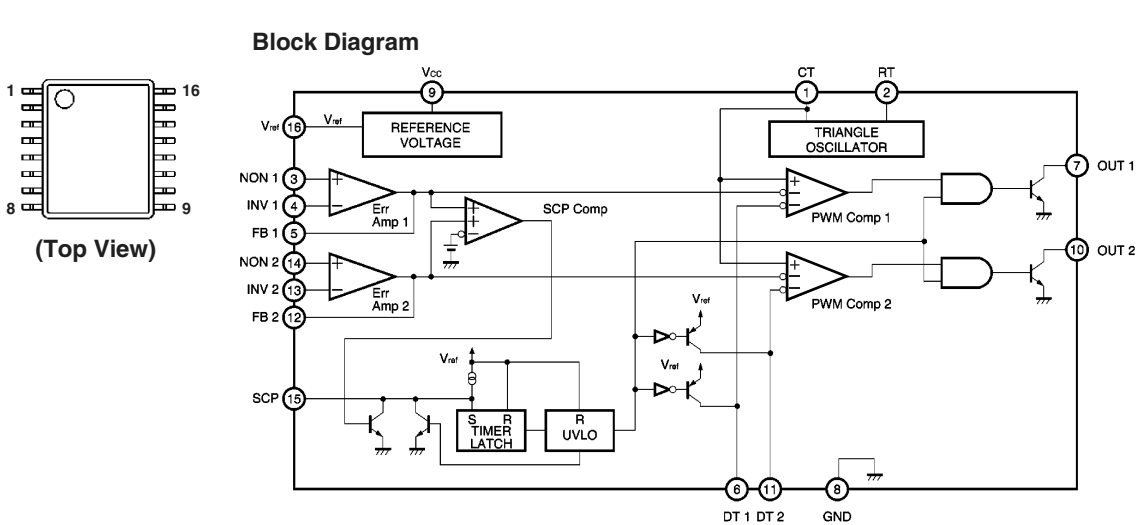 Block Diagram
1
16
8
9
(Top View)
Vcc
9
CT
1
RT
2
Vref
16
Vref
REFERENCE
VOLTAGE
TRIANGLE
OSCILLATOR
NON 1
3
+
INV 1
4
−
Err
Amp 1
FB 1
5
+
+
−
SCP Comp
+
−
−
PWM Comp 1
7
OUT 1
NON 2
14
+
INV 2
13
−
Err
Amp 2
FB 2
12
+
−
−
PWM Comp 2
10
OUT 2
Vref
Vref
Vref
SCP
15
S
R
TIMER
LATCH
R
UVLO
6
11
8
DT 1
DT 2
GND